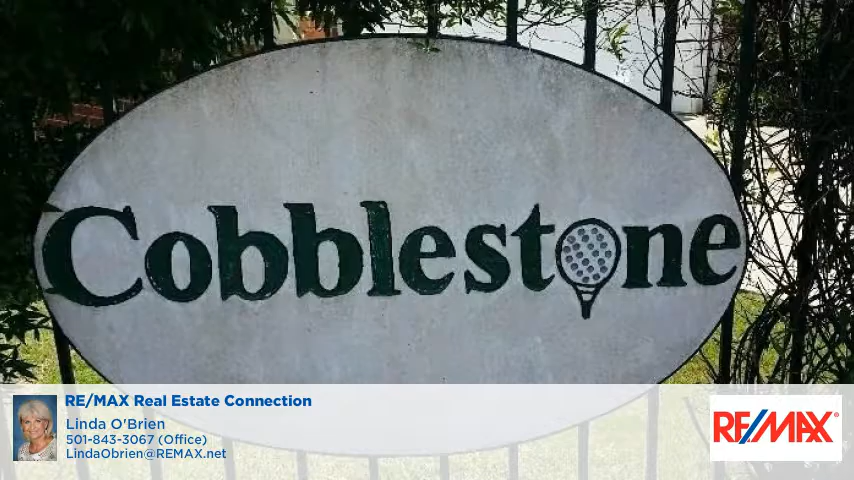 Cobblestone
RE/MAX Real Estate Connection
Linda O'Brien
501-843-3067 (Office)
LindaObrien@REMAX.net
RE/MAX®